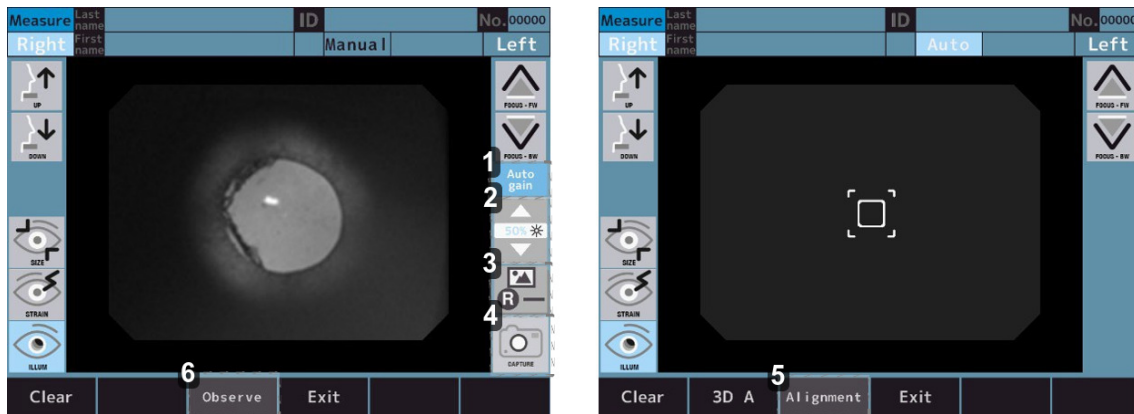 Measure Last name ID No. 00000
Right First name Manual Left
UP
FOCUS - FW
DOWN
FOCUS - BW
1
Auto gain
2
50%
SIZE
3
R
STRAIN
4
CAPTURE
ILLUM
6
Clear Observe Exit
Measure Last name ID No. 00000
Right First name Auto Left
UP
FOCUS - FW
DOWN
FOCUS - BW
SIZE
STRAIN
ILLUM
5
Clear 3D A Alignment Exit